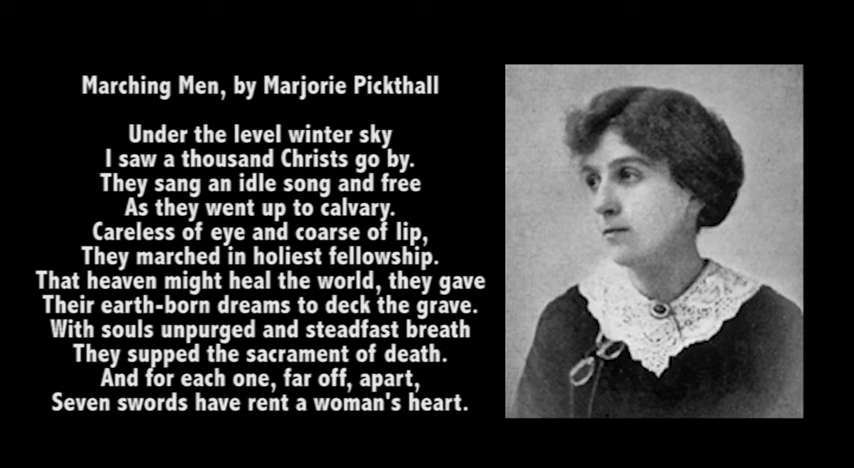 Marching Men, by Marjorie Pickthall
Under the level winter sky
I saw a thousand Christs go by.
They sang an idle song and free
As they went up to calvary.
Careless of eye and coarse of lip,
They marched in holiest fellowship.
That heaven might heal the world, they gave
Their earth-born dreams to deck the grave.
With souls unpurged and steadfast breath
They supped the sacrament of death.
And for each one, far off, apart,
Seven swords have rent a woman's heart.